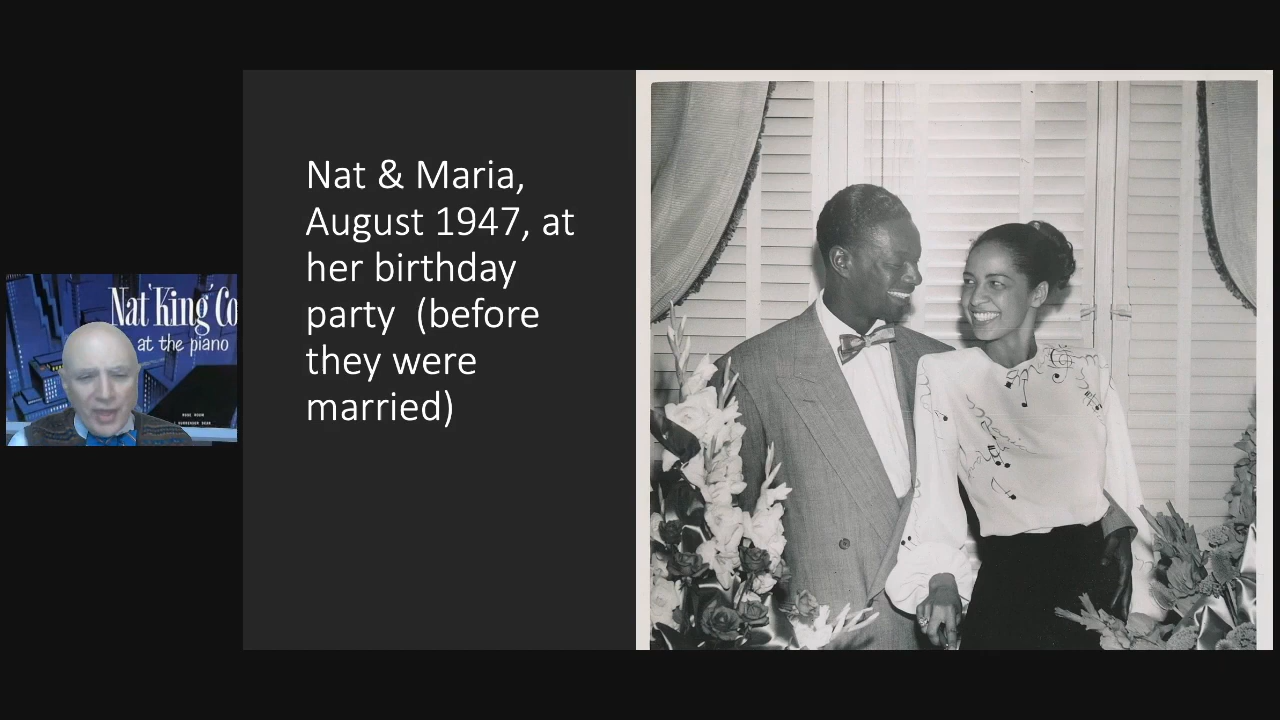 Nat & Maria,
August 1947, at
her birthday
party  (before
they were
married)
Nat King Co
at the piano